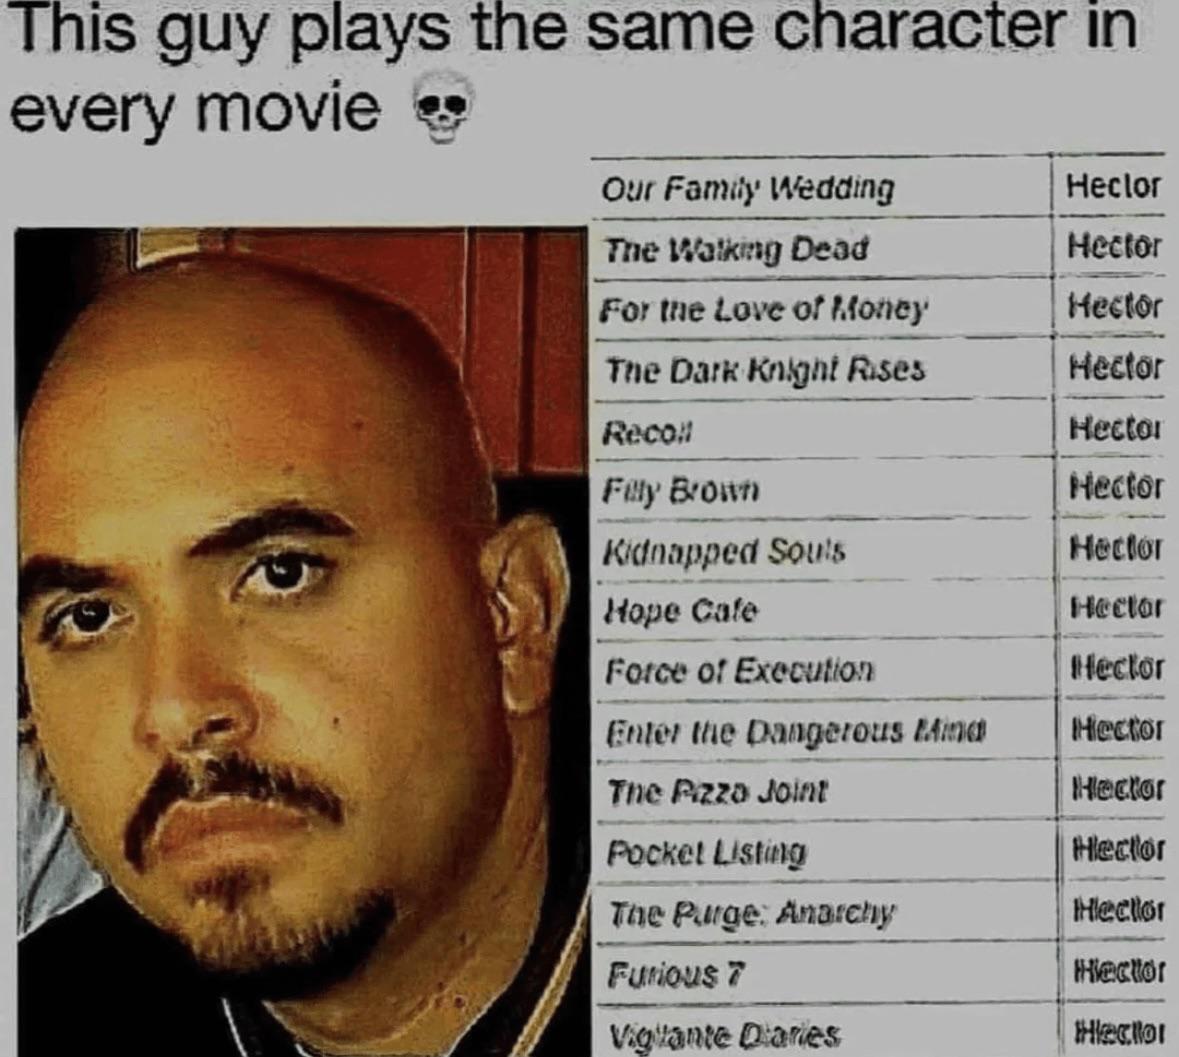 This guy plays the same character in
every movie 💀
Our Family Wedding Hector
The Walking Dead Hector
For the Love of Money Hector
The Dark Knight Rises Hector
Recoil Hector
Filly Brown Hector
Kidnapped Souls Hector
Hope Cafe Hector
Force of Execution Hector
Enter the Dangerous Mind Hector
The Pizza Joint Hector
Pocket Listing Hector
The Purge: Anarchy Hector
Furious 7 Hector
Vigilante Diaries Hector